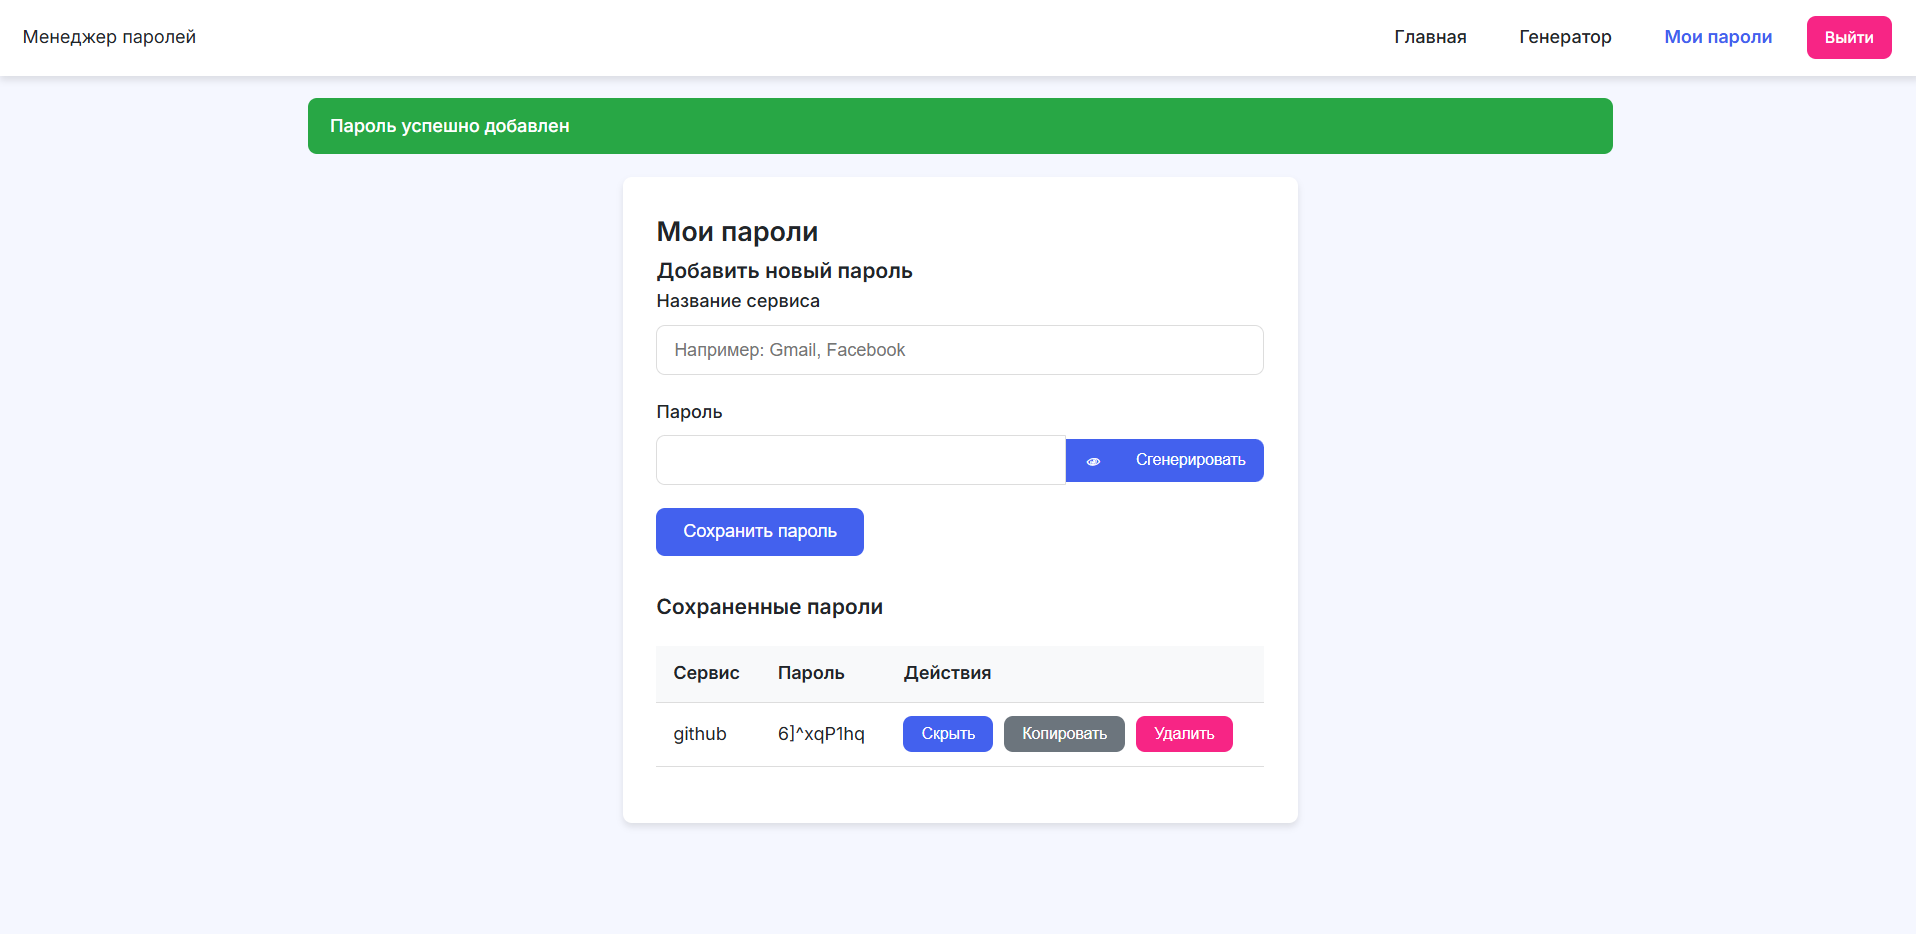 Менеджер паролей
Главная Генератор Мои пароли Выйти
Пароль успешно добавлен
Мои пароли
Добавить новый пароль
Название сервиса
Например: Gmail, Facebook
Пароль
Сгенерировать
Сохранить пароль
Сохраненные пароли
Сервис Пароль Действия
github 6]^xqP1hq Скрыть Копировать Удалить